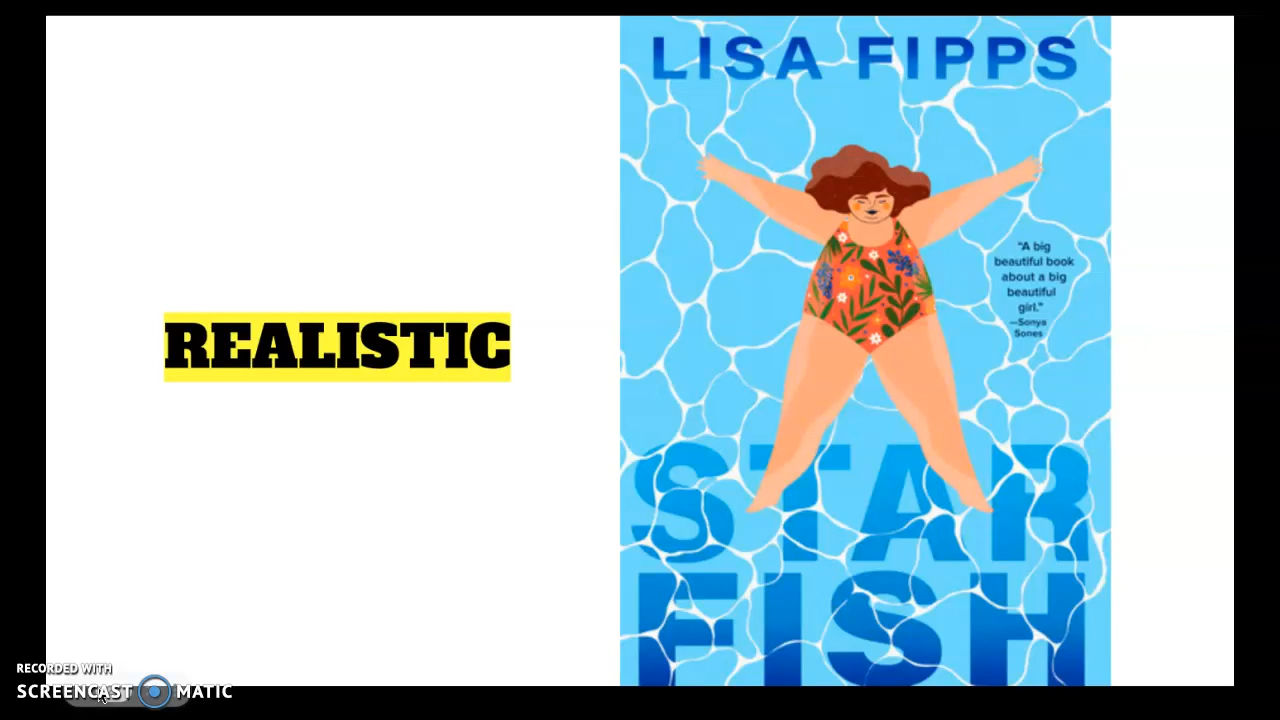 REALISTIC
LISA FIPPS
"A big
beautiful book
about a big
beautiful
girl."
—Sonya
Sones
STAR
FISH
RECORDED WITH
SCREENCAST MATIC